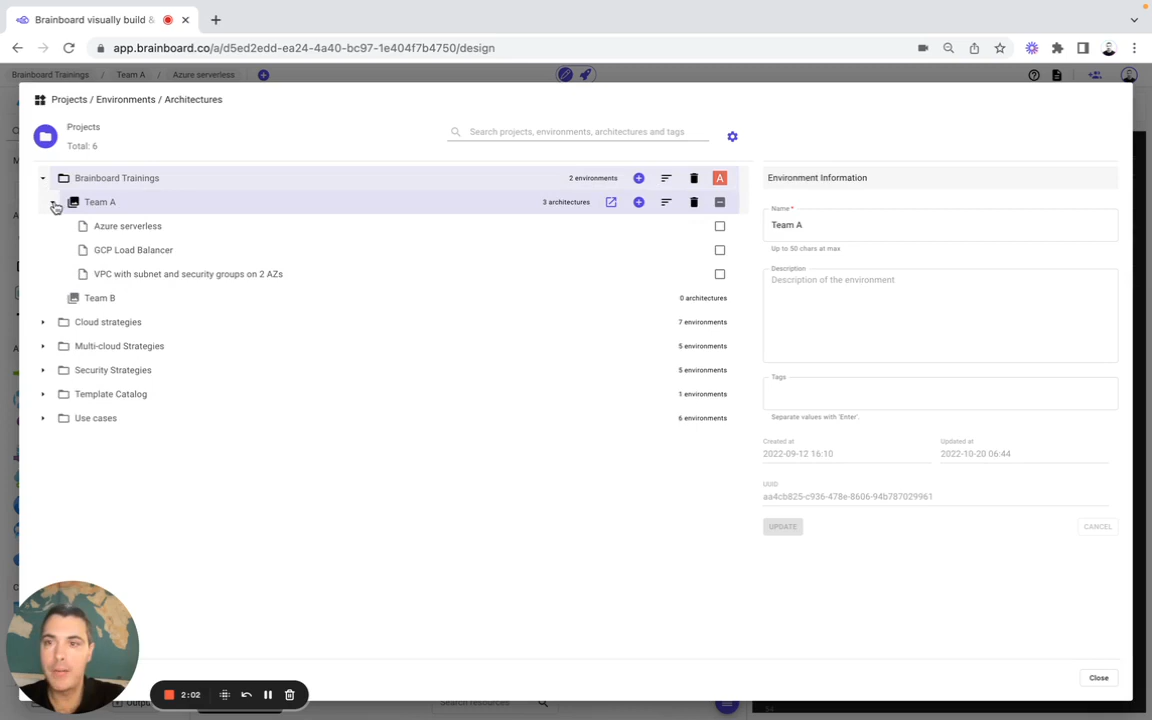 Brainboard visually build &
app.brainboard.co/a/d5ed2edd-ea24-4a40-bc97-1e404f7b4750/design
Brainboard Trainings / Team A / Azure serverless
Projects / Environments / Architectures
Projects
Total: 6
Search projects, environments, architectures and tags
Brainboard Trainings 2 environments A
Team A 3 architectures
Azure serverless
GCP Load Balancer
VPC with subnet and security groups on 2 AZs
Team B 0 architectures
Cloud strategies 7 environments
Multi-cloud Strategies 5 environments
Security Strategies 5 environments
Template Catalog 1 environments
Use cases 6 environments
Environment Information
Name *
Team A
Up to 50 chars at max
Description
Description of the environment
Tags
Separate values with 'Enter'.
Created at Updated at
2022-09-12 16:10 2022-10-20 06:44
UUID
aa4cb825-c936-478e-8606-94b787029961
UPDATE CANCEL
Close
2:02
Search resources
54